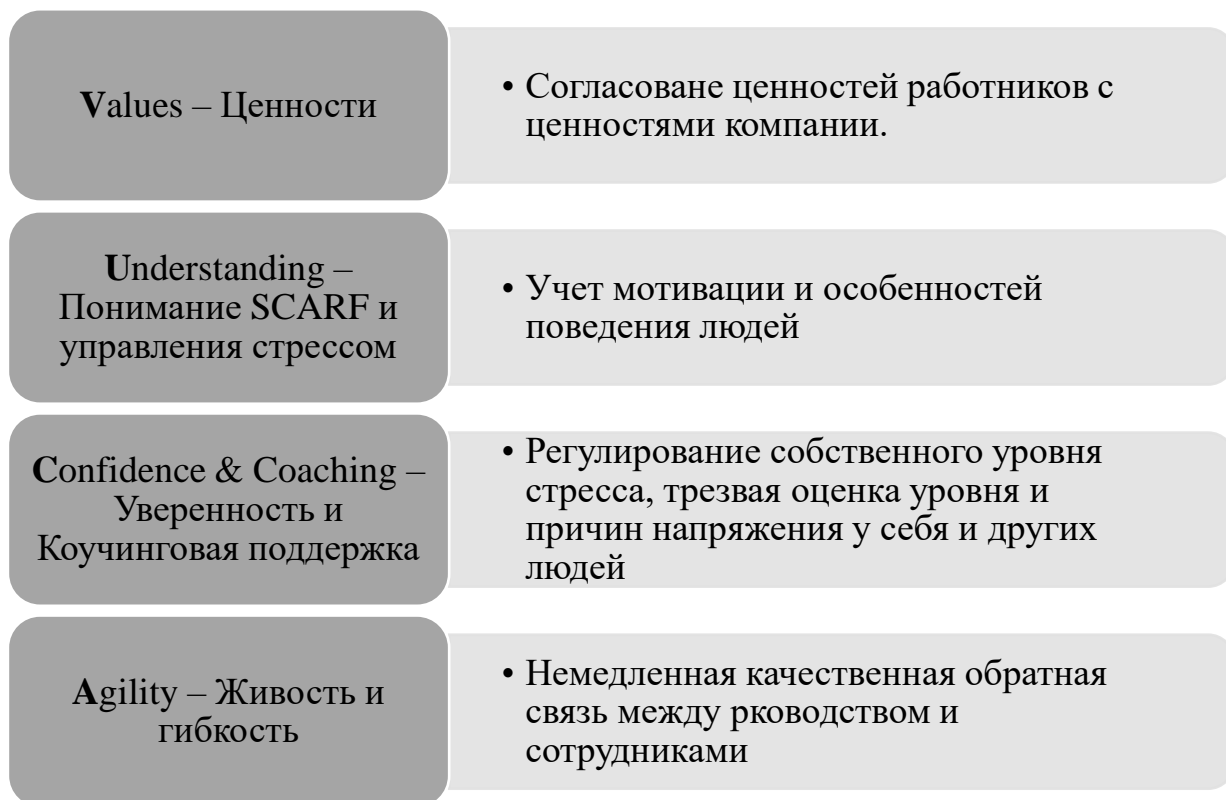 Values – Ценности
• Согласоване ценностей работников с
ценностями компании.
Understanding –
Понимание SCARF и
управления стрессом
• Учет мотивации и особенностей
поведения людей
Confidence & Coaching –
Уверенность и
Коучинговая поддержка
• Регулирование собственного уровня
стресса, трезвая оценка уровня и
причин напряжения у себя и других
людей
Agility – Живость и
гибкость
• Немедленная качественная обратная
связь между рководством и
сотрудниками